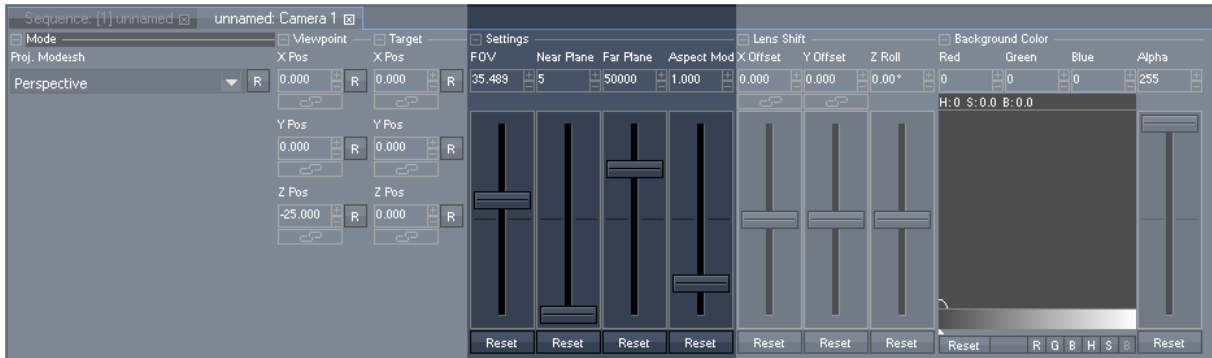 Sequence: [1] unnamed unnamed: Camera 1
Mode Viewpoint Target Settings Lens Shift Background Color
Proj. Modesh X Pos X Pos FOV Near Plane Far Plane Aspect Mod X Offset Y Offset Z Roll Red Green Blue Alpha
Perspective R 0.000 R 0.000 R 35.489 5 50000 1.000 0.000 0.000 0.00° 0 0 0 255
H:0 S:0.0 B:0.0
Y Pos Y Pos
0.000 R 0.000 R
Z Pos Z Pos
-25.000 R 0.000 R
Reset Reset Reset Reset Reset Reset Reset Reset R G B H S B Reset